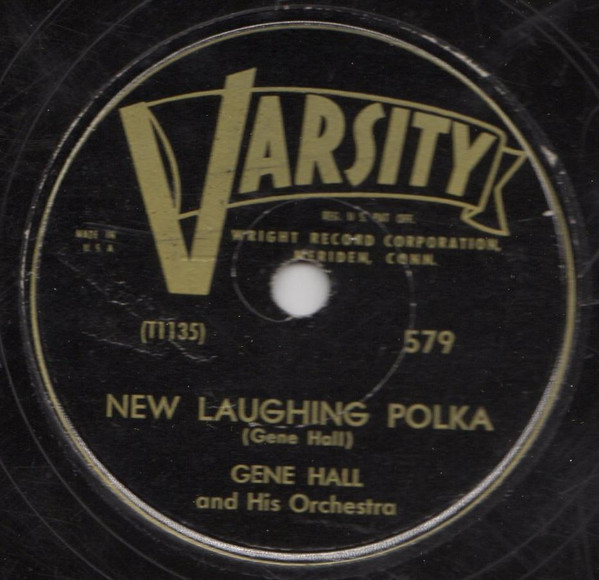 VARSITY
REG. U.S. PAT. OFF.
WRIGHT RECORD CORPORATION,
MERIDEN, CONN.
MADE IN
U.S.A
(T1135)
579
NEW LAUGHING POLKA
(Gene Hall)
GENE HALL
and His Orchestra